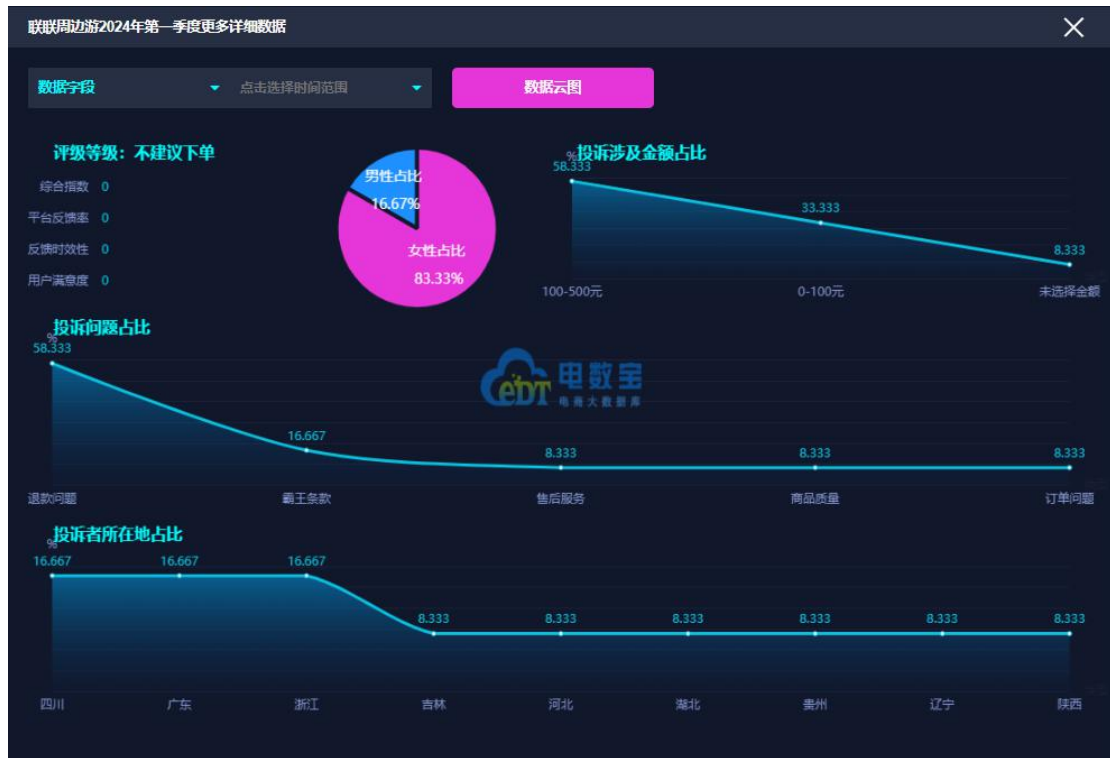 联联周边游2024年第一季度更多详细数据
数据字段 点击选择时间范围 数据云图
评级等级：不建议下单
综合指数 0
平台反馈率 0
反馈时效性 0
用户满意度 0
男性占比
16.67%
女性占比
83.33%
投诉涉及金额占比
%
58.333 33.333 8.333
100-500元 0-100元 未选择金额
投诉问题占比
%
58.333 16.667 8.333 8.333 8.333
退款问题 霸王条款 售后服务 商品质量 订单问题
eDT 电数宝
电商大数据库
投诉者所在地占比
%
16.667 16.667 16.667 8.333 8.333 8.333 8.333 8.333 8.333
四川 广东 浙江 吉林 河北 湖北 贵州 辽宁 陕西